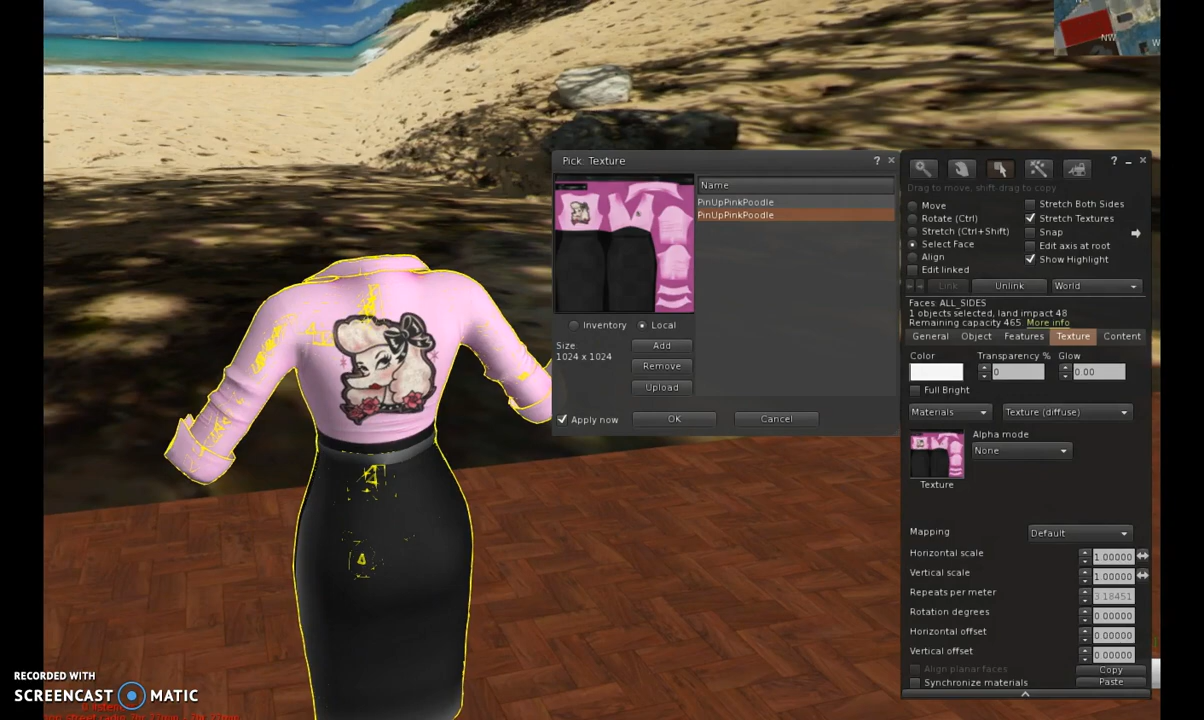 NW
W
Pick: Texture
?
Name
PinUpPinkPoodle
PinUpPinkPoodle
Inventory
Local
Size:
1024 x 1024
Add
Remove
Upload
Apply now
OK
Cancel
?
Drag to move, shift-drag to copy
Move
Rotate (Ctrl)
Stretch (Ctrl+Shift)
Select Face
Align
Edit linked
Stretch Both Sides
Stretch Textures
Snap
Edit axis at root
Show Highlight
Link
Unlink
World
Faces: ALL_SIDES
1 objects selected, land impact 48
Remaining capacity 465. More info
General
Object
Features
Texture
Content
Color
Transparency %
Glow
0
0.00
Full Bright
Materials
Texture (diffuse)
Alpha mode
None
Texture
Mapping
Default
Horizontal scale
1.00000
Vertical scale
1.00000
Repeats per meter
3.18451
Rotation degrees
0.00000
Horizontal offset
0.00000
Vertical offset
0.00000
Align planar faces
Copy
Synchronize materials
Paste
RECORDED WITH
SCREENCAST MATIC